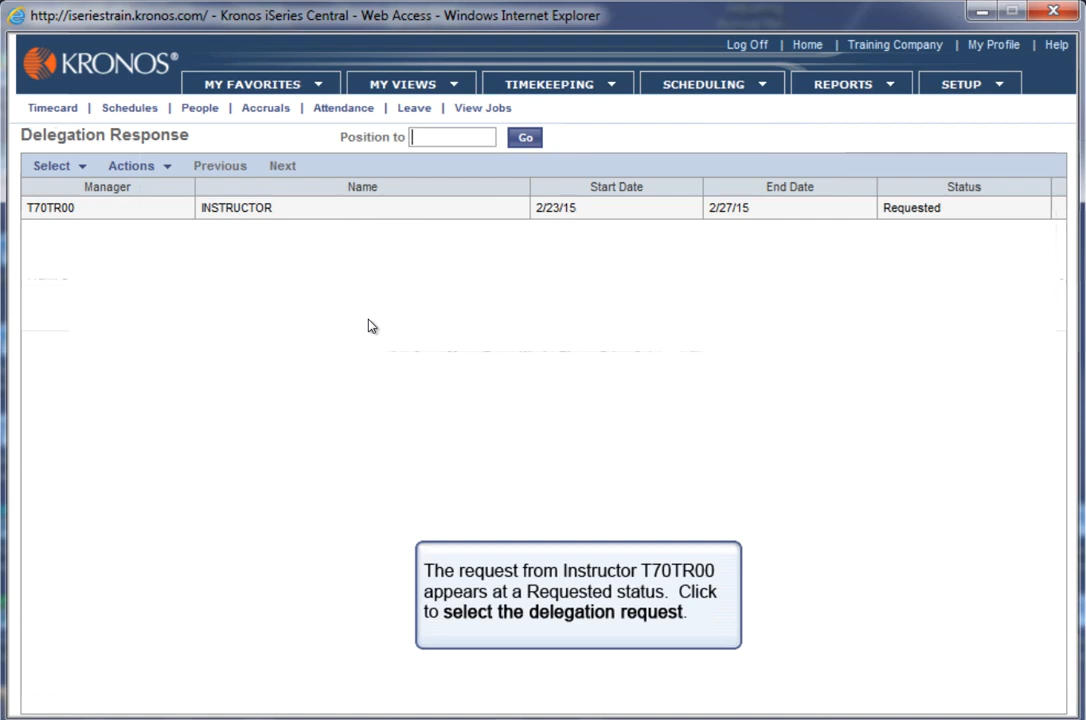 http://iseriestrain.kronos.com/ - Kronos iSeries Central - Web Access - Windows Internet Explorer
Log Off | Home | Training Company | My Profile | Help
KRONOS®
MY FAVORITES MY VIEWS TIMEKEEPING SCHEDULING REPORTS SETUP
Timecard | Schedules | People | Accruals | Attendance | Leave | View Jobs
Delegation Response Position to Go
Select Actions Previous Next
Manager Name Start Date End Date Status
T70TR00 INSTRUCTOR 2/23/15 2/27/15 Requested
The request from Instructor T70TR00
appears at a Requested status. Click
to select the delegation request.